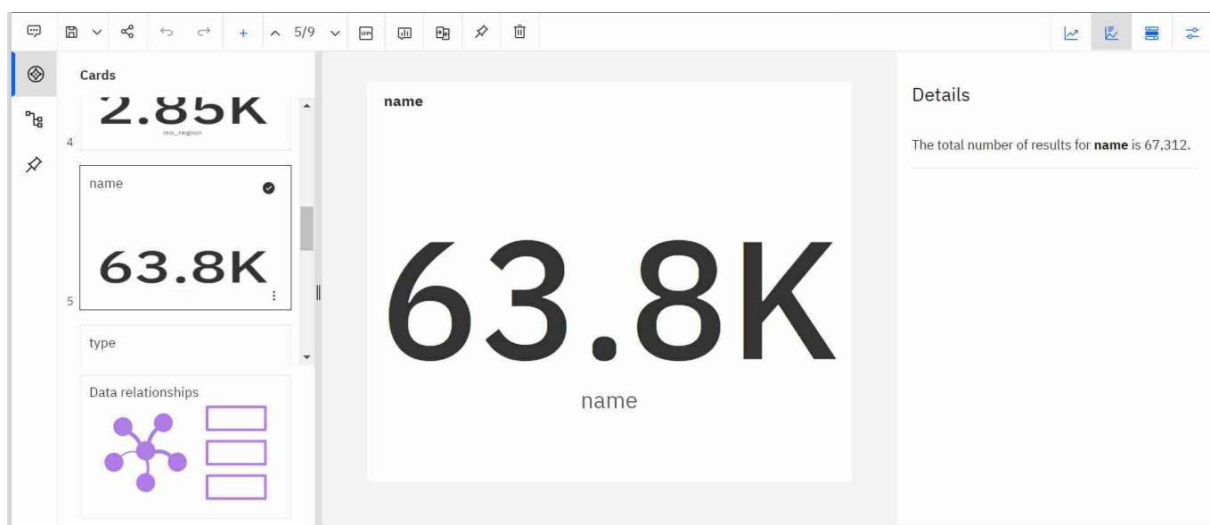 5/9
Cards
2.85K
iso_region
4
name
63.8K
5
type
Data relationships
name
63.8K
name
Details
The total number of results for name is 67,312.